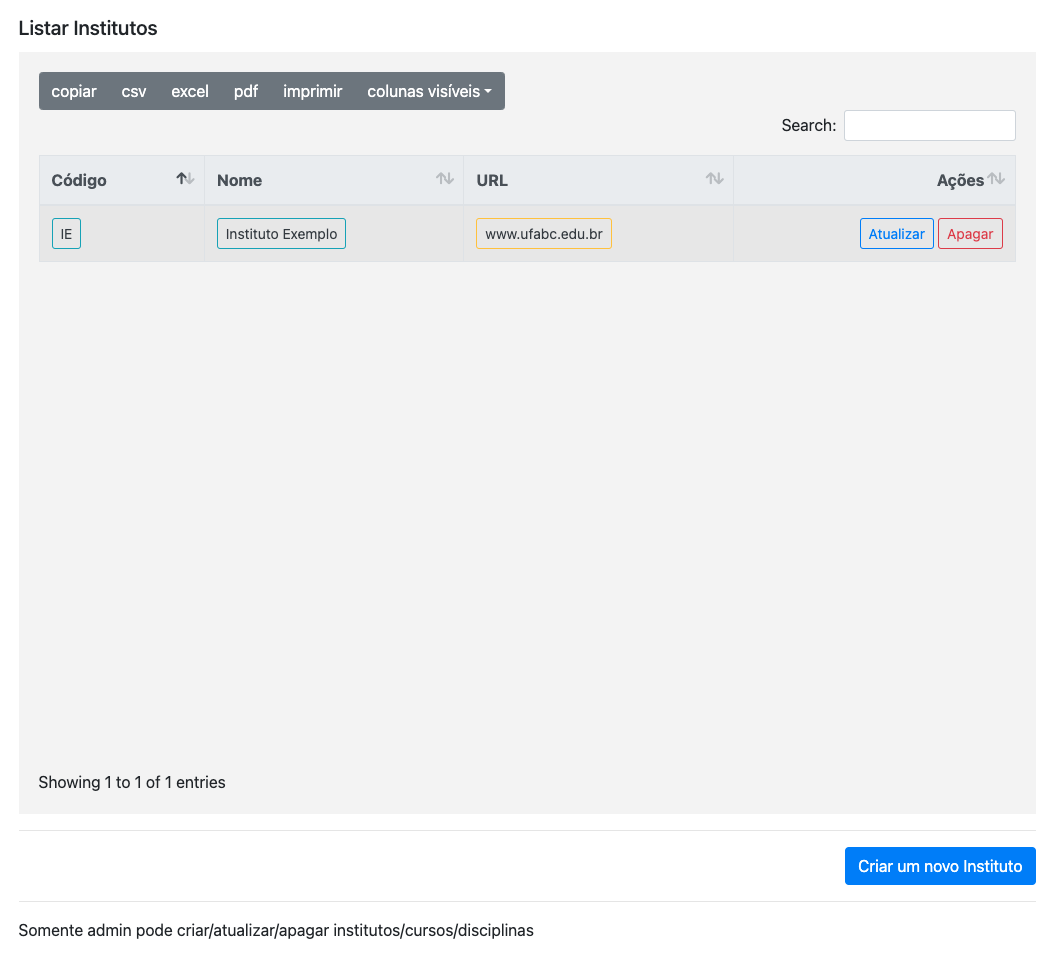 Listar Institutos
copiar csv excel pdf imprimir colunas visíveis
Search:
Código Nome URL Ações
IE Instituto Exemplo www.ufabc.edu.br Atualizar Apagar
Showing 1 to 1 of 1 entries
Criar um novo Instituto
Somente admin pode criar/atualizar/apagar institutos/cursos/disciplinas